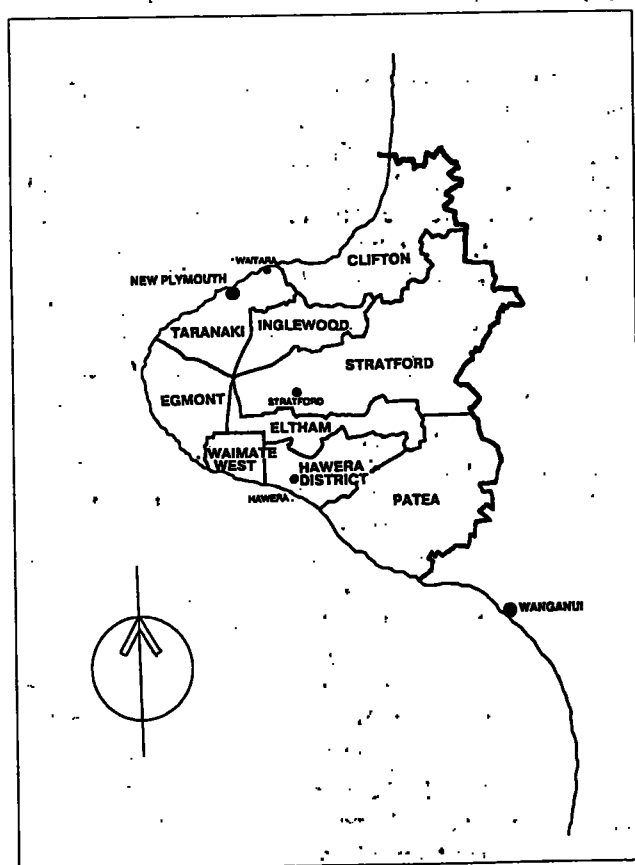 WAITARA
CLIFTON
NEW PLYMOUTH
TARANAKI
INGLEWOOD
STRATFORD
EGMONT
STRATFORD
ELTHAM
WAIMATE
WEST
HAWERA
DISTRICT
HAWERA
PATEA
WANGANUI